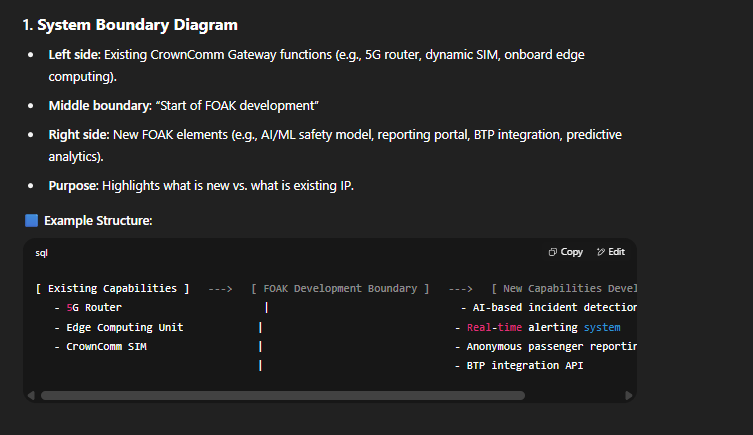 1. System Boundary Diagram
• Left side: Existing CrownComm Gateway functions (e.g., 5G router, dynamic SIM, onboard edge
computing).
• Middle boundary: “Start of FOAK development”
• Right side: New FOAK elements (e.g., AI/ML safety model, reporting portal, BTP integration, predictive
analytics).
• Purpose: Highlights what is new vs. what is existing IP.
Example Structure:
sql Copy Edit
[ Existing Capabilities ] ---> [ FOAK Development Boundary ] ---> [ New Capabilities Devel
- 5G Router | - AI-based incident detection
- Edge Computing Unit | - Real-time alerting system
- CrownComm SIM | - Anonymous passenger reportin
| - BTP integration API